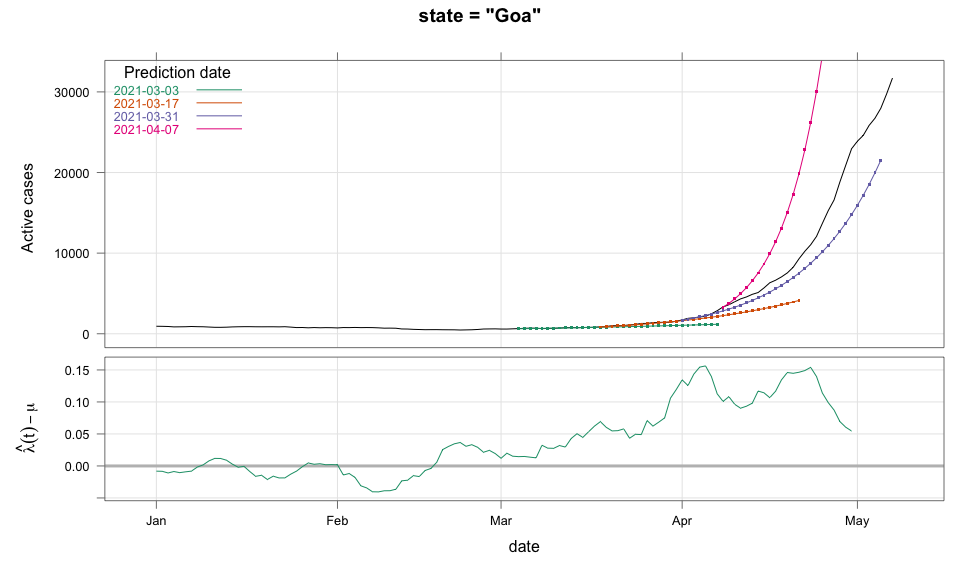 state = "Goa"
Prediction date
2021-03-03
2021-03-17
2021-03-31
2021-04-07
Active cases
30000
20000
10000
0
λ̂(t) − μ
0.15
0.10
0.05
0.00
Jan Feb Mar Apr May
date